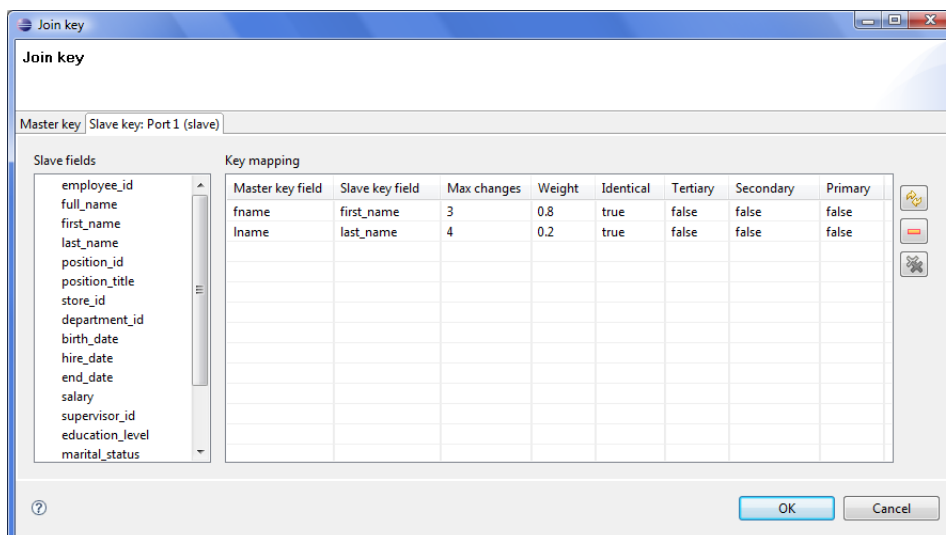 Join key
Join key
Master key Slave key: Port 1 (slave)
Slave fields
employee_id
full_name
first_name
last_name
position_id
position_title
store_id
department_id
birth_date
hire_date
end_date
salary
supervisor_id
education_level
marital_status
Key mapping
Master key field Slave key field Max changes Weight Identical Tertiary Secondary Primary
fname first_name 3 0.8 true false false false
lname last_name 4 0.2 true false false false
OK Cancel